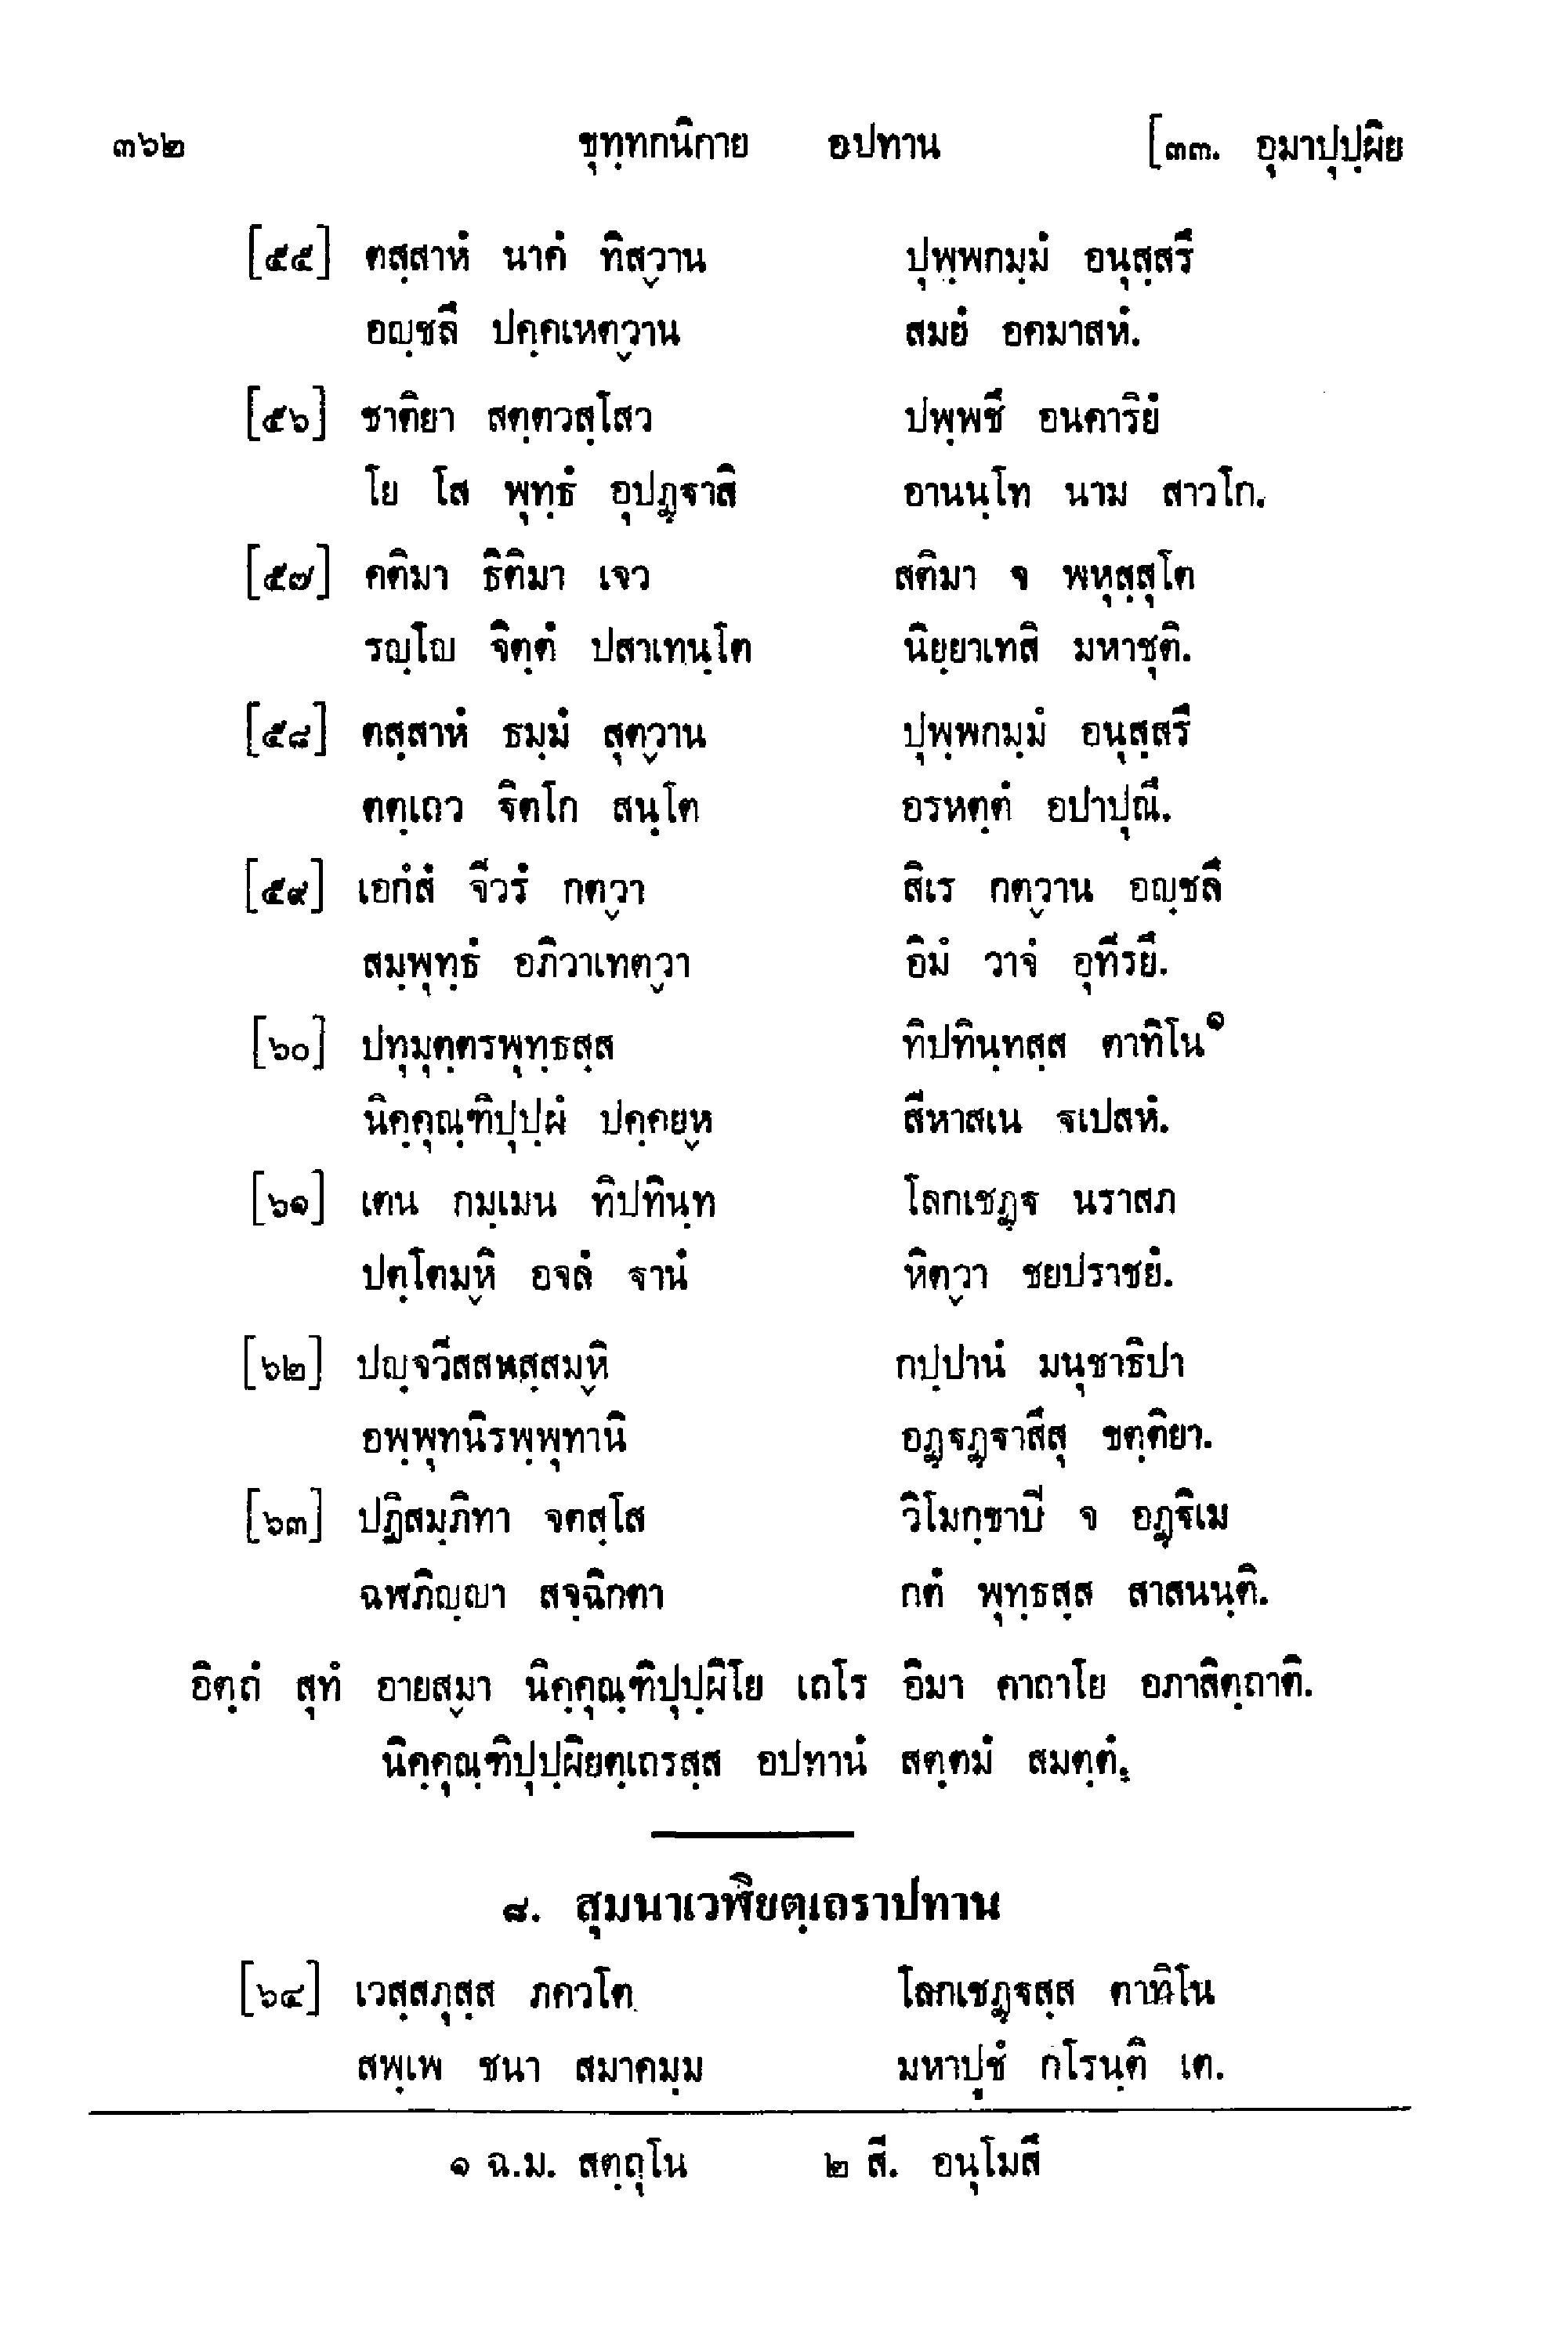 ๓๖๒ ขุทฺทกนิกาย อปทาน [๓๓. อุมาปุปฺผิย
[๕๕] ตสฺสาหํ นาคํ ทิสฺวาน ปุพฺพกมฺมํ อนุสฺสรึ
อญฺชลึ ปคฺคเหตฺวาน สมยํ อคมาสหํ.
[๕๖] ชาติยา สตฺตวสฺโสว ปพฺพชึ อนคาริยํ
โย โส พุทฺธํ อุปฏฺฐาสิ อานนฺโท นาม สาวโก.
[๕๗] คติมา ธิติมา เจว สติมา จ พหุสฺสุโต
รญฺโญ จิตฺตํ ปสาเทนฺโต นิยฺยาเทสิ มหาชุติ.
[๕๘] ตสฺสาหํ ธมฺมํ สุตฺวาน ปุพฺพกมฺมํ อนุสฺสรึ
ตตฺเถว ฐิตโก สนฺโต อรหตฺตํ อปาปุณึ.
[๕๙] เอกํสํ จีวรํ กตฺวา สิเร กตฺวาน อญฺชลึ
สมฺพุทฺธํ อภิวาเทตฺวา อิมํ วาจํ อุทีรยึ.
[๖๐] ปทุมุตฺตรพุทฺธสฺส ทิปทินฺทสฺส ตาทิโน๑
นิคฺคุณฺฑิปุปฺผํ ปคฺคยฺห สีหาสเน ฐเปสหํ.
[๖๑] เตน กมฺเมน ทิปทินฺท โลกเชฏฺฐ นราสภ
ปตฺโตมฺหิ อจลํ ฐานํ หิตฺวา ชยปราชยํ.
[๖๒] ปญฺจวีสสหสฺสมฺหิ กปฺปานํ มนุชาธิปา
อพฺพุทนิรพฺพุทานิ อฏฺฐฏฺฐาสึสุ ขตฺติยา.
[๖๓] ปฏิสมฺภิทา จตสฺโส วิโมกฺขาปิ จ อฏฺฐิเม
ฉฬภิญฺญา สจฺฉิกตา กตํ พุทฺธสฺส สาสนนฺติ.
อิตฺถํ สุทํ อายสฺมา นิคฺคุณฺฑิปุปฺผิโย เถโร อิมา คาถาโย อภาสิตฺถาติ.
นิคฺคุณฺฑิปุปฺผิยตฺเถรสฺส อปทานํ สตฺตมํ สมตฺตํ.
๘. สุมนาเวฬิยตฺเถราปทาน
[๖๔] เวสฺสภุสฺส ภควโต โลกเชฏฺฐสฺส ตาทิโน
สพฺเพ ชนา สมาคมฺม มหาปูชํ กโรนฺติ เต.
๑ ฉ.ม. สตฺถุโน ๒ สี. อนุโมสึ